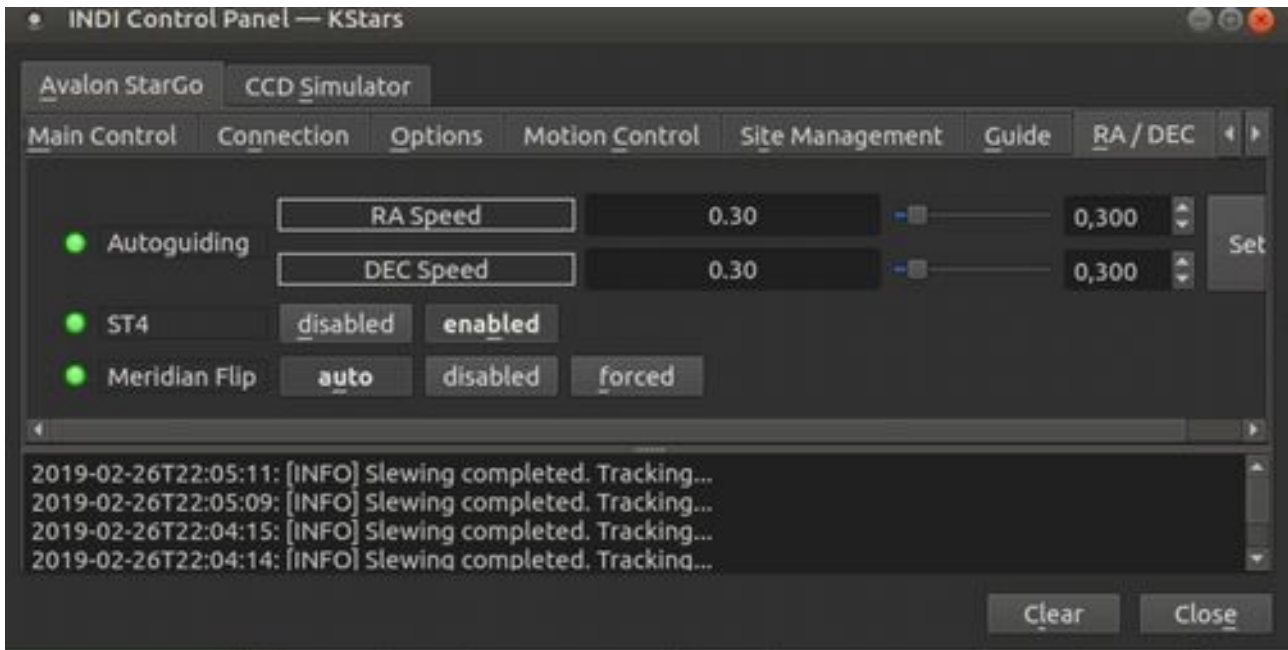 INDI Control Panel — KStars
Avalon StarGo CCD Simulator
Main Control Connection Options Motion Control Site Management Guide RA / DEC
Autoguiding
RA Speed 0.30 0,300
DEC Speed 0.30 0,300
Set
ST4 disabled enabled
Meridian Flip auto disabled forced
2019-02-26T22:05:11: [INFO] Slewing completed. Tracking...
2019-02-26T22:05:09: [INFO] Slewing completed. Tracking...
2019-02-26T22:04:15: [INFO] Slewing completed. Tracking...
2019-02-26T22:04:14: [INFO] Slewing completed. Tracking...
Clear Close